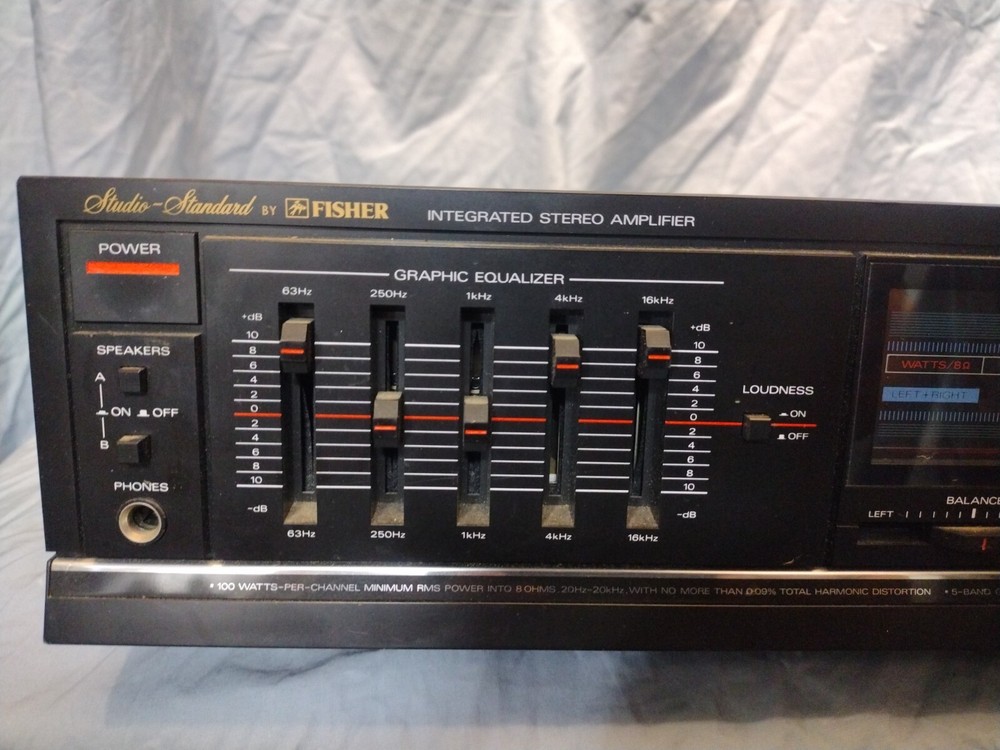 Studio-Standard BY FISHER INTEGRATED STEREO AMPLIFIER
POWER
SPEAKERS
A
ON OFF
B
PHONES
GRAPHIC EQUALIZER
63Hz 250Hz 1kHz 4kHz 16kHz
+dB +dB
10 10
8 8
6 6
4 4
2 2
0 0
2 2
4 4
6 6
8 8
10 10
-dB -dB
63Hz 250Hz 1kHz 4kHz 16kHz
LOUDNESS
ON
OFF
WATTS/8Ω
LEFT+RIGHT
BALANCE
LEFT
• 100 WATTS-PER-CHANNEL MINIMUM RMS POWER INTO 8 OHMS, 20Hz-20kHz, WITH NO MORE THAN 0.09% TOTAL HARMONIC DISTORTION • 5-BAND